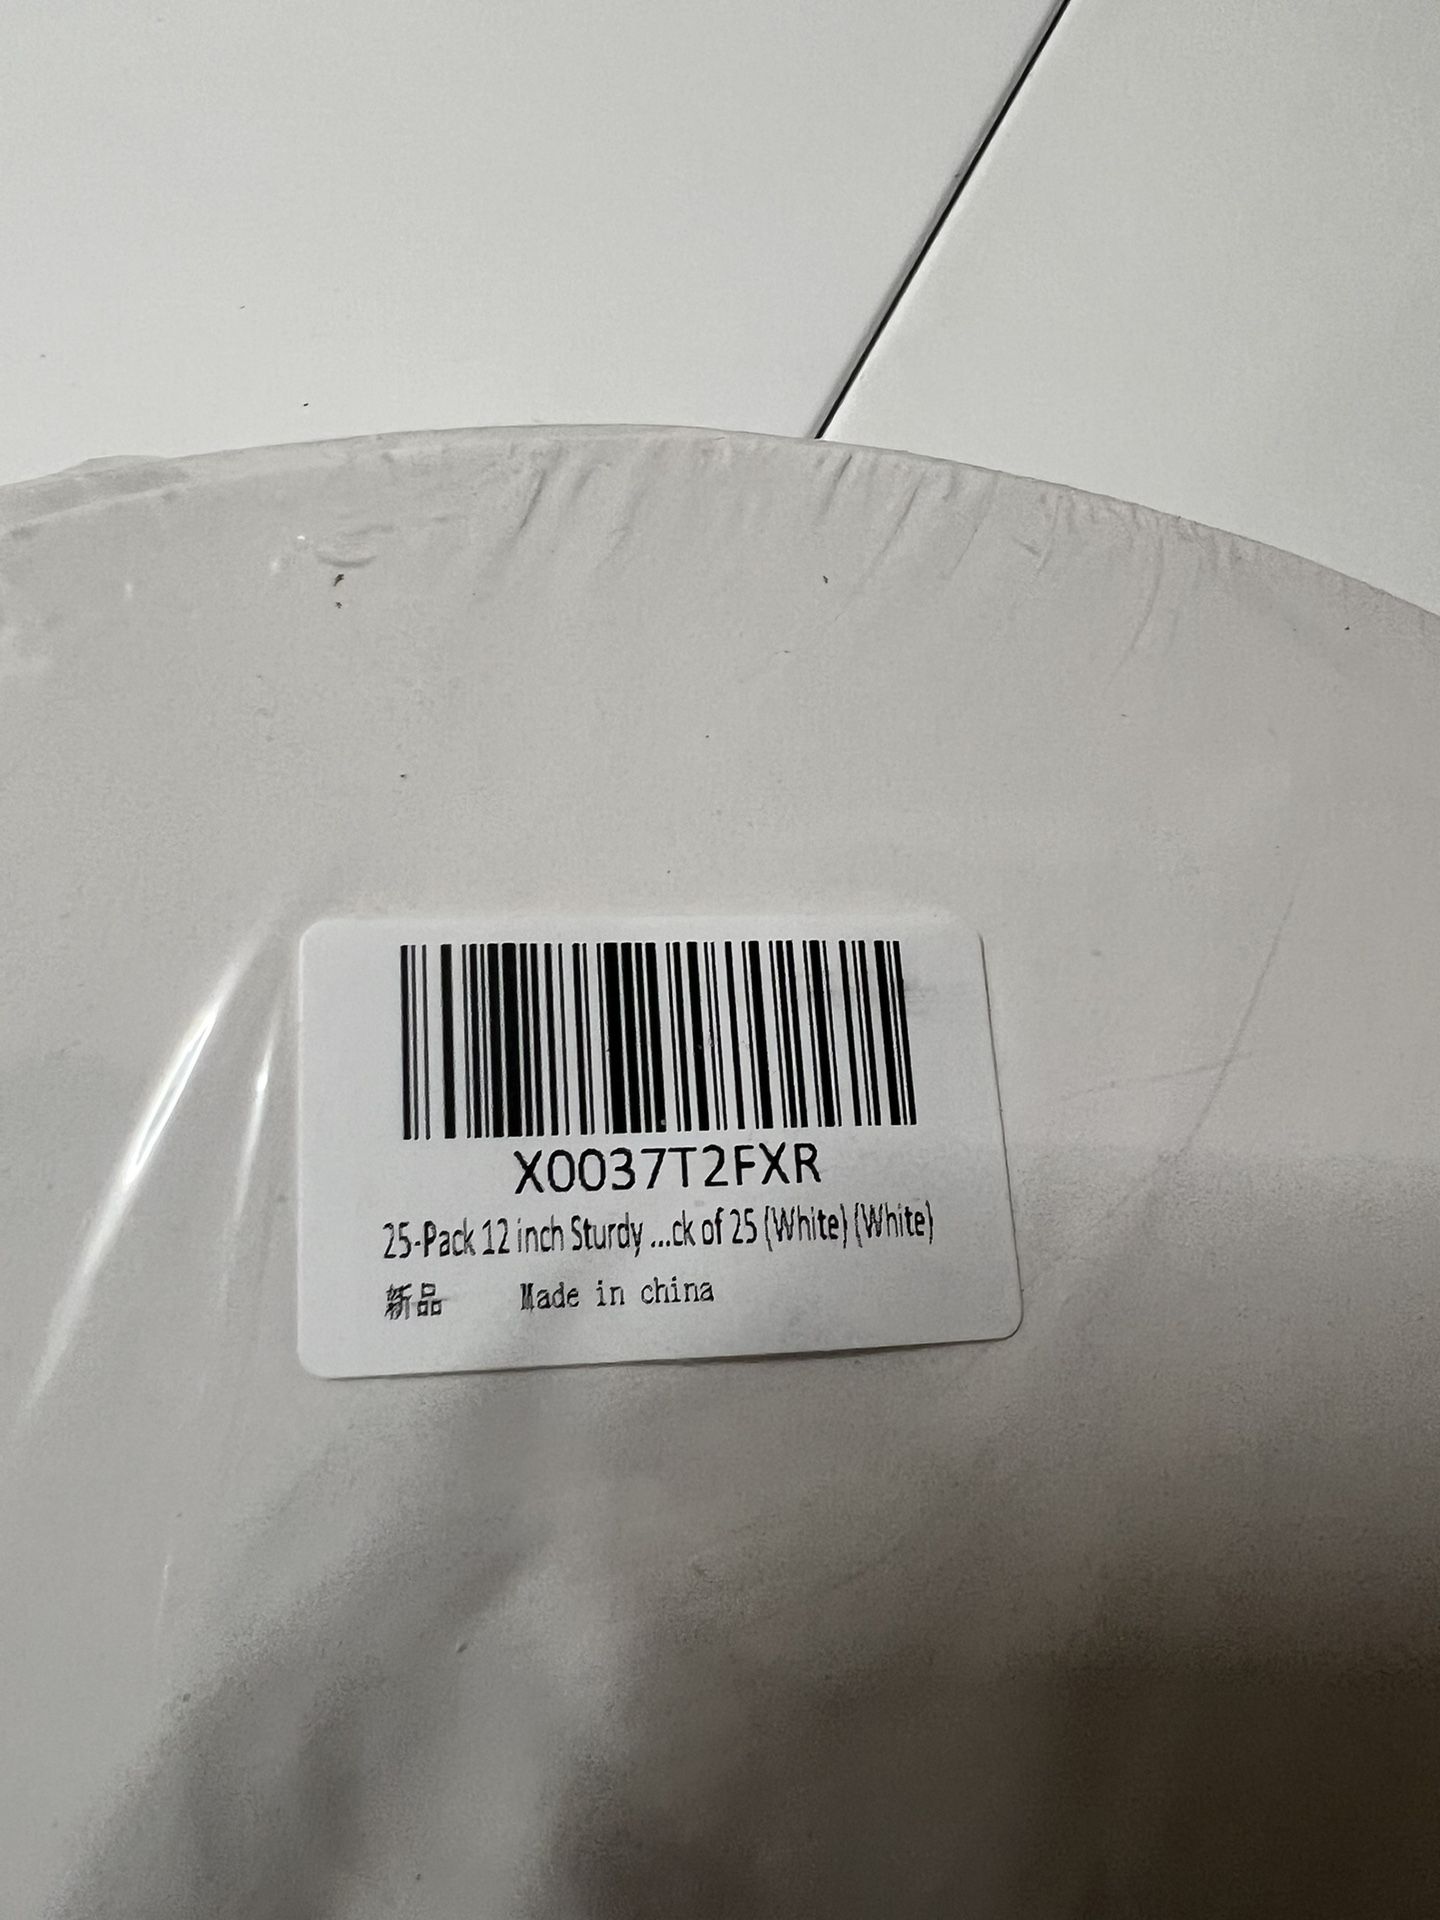 X0037T2FXR
25-Pack 12 inch Sturdy ...ck of 25 (White) (White)
新品 Made in china